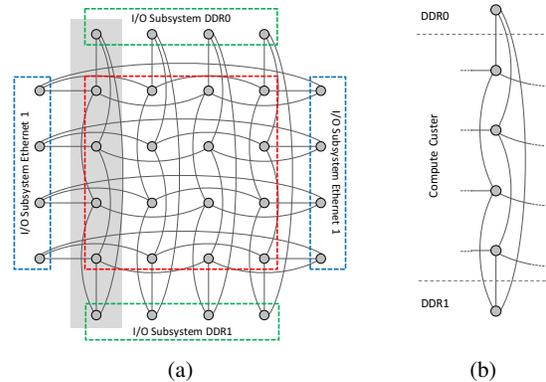 I/O Subsystem DDR0
I/O Subsystem Ethernet 1
I/O Subsystem Ethernet 1
I/O Subsystem DDR1
(a)
DDR0
Compute Custer
DDR1
(b)